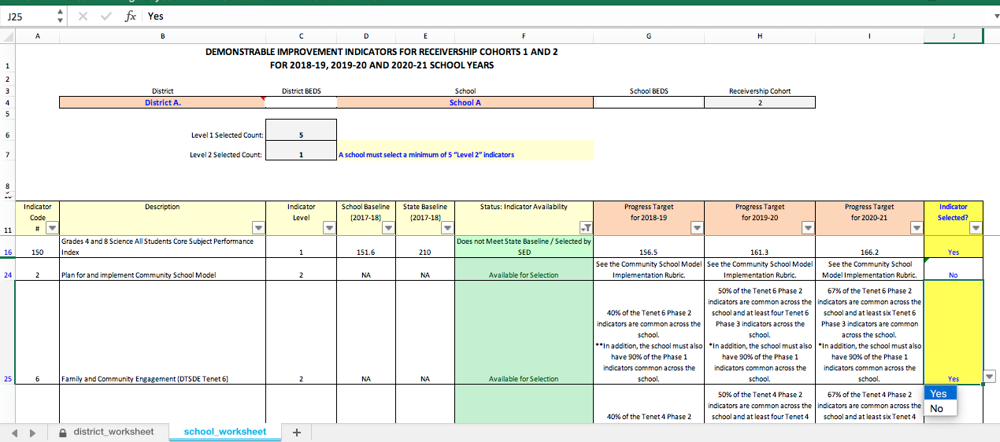 J25 fx Yes
A B C D E F G H I J
DEMONSTRABLE IMPROVEMENT INDICATORS FOR RECEIVERSHIP COHORTS 1 AND 2
1 FOR 2018-19, 2019-20 AND 2020-21 SCHOOL YEARS
2
3 District District BEDS School School BEDS Receivership Cohort
4 District A. School A 2
5
6 Level 1 Selected Count: 5
7 Level 2 Selected Count: 1 A school must select a minimum of 5 "Level 2" indicators
8
Indicator Description Indicator School Baseline State Baseline Status: Indicator Availability Progress Target Progress Target Progress Target Indicator
Code Level (2017-18) (2017-18) for 2018-19 for 2019-20 for 2020-21 Selected?
11 #
Grades 4 and 8 Science All Students Core Subject Performance Does not Meet State Baseline / Selected by
16 150 Index 1 151.6 210 SED 156.5 161.3 166.2 Yes
See the Community School Model See the Community School Model See the Community School
24 2 Plan for and implement Community School Model 2 NA NA Available for Selection Implementation Rubric. Implementation Rubric. Model Implementation Rubric. No
50% of the Tenet 6 Phase 2 67% of the Tenet 6 Phase 2
indicators are common across the indicators are common across the
40% of the Tenet 6 Phase 2 school and at least four Tenet 6 school and at least six Tenet 6
indicators are common across the Phase 3 indicators across the Phase 3 indicators are common
school. school. across the school.
**In addition, the school must also *In addition, the school must also *In addition, the school must also
have 90% of the Phase 1 have 90% of the Phase 1 have 90% of the Phase 1
indicators common across the indicators common across the indicators common across the
25 6 Family and Community Engagement (DTSDE Tenet 6) 2 NA NA Available for Selection school. school. school. Yes
50% of the Tenet 4 Phase 2 67% of the Tenet 4 Phase 2 Yes
indicators are common across the indicators are common across the No
40% of the Tenet 4 Phase 2 school and at least four Tenet 4 school and at least six Tenet 4
district_worksheet school_worksheet +